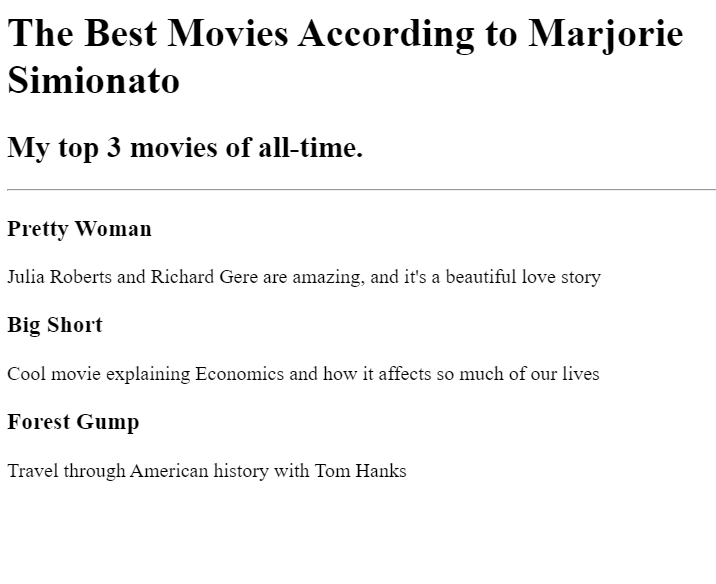 The Best Movies According to Marjorie
Simionato
My top 3 movies of all-time.
Pretty Woman
Julia Roberts and Richard Gere are amazing, and it's a beautiful love story
Big Short
Cool movie explaining Economics and how it affects so much of our lives
Forest Gump
Travel through American history with Tom Hanks